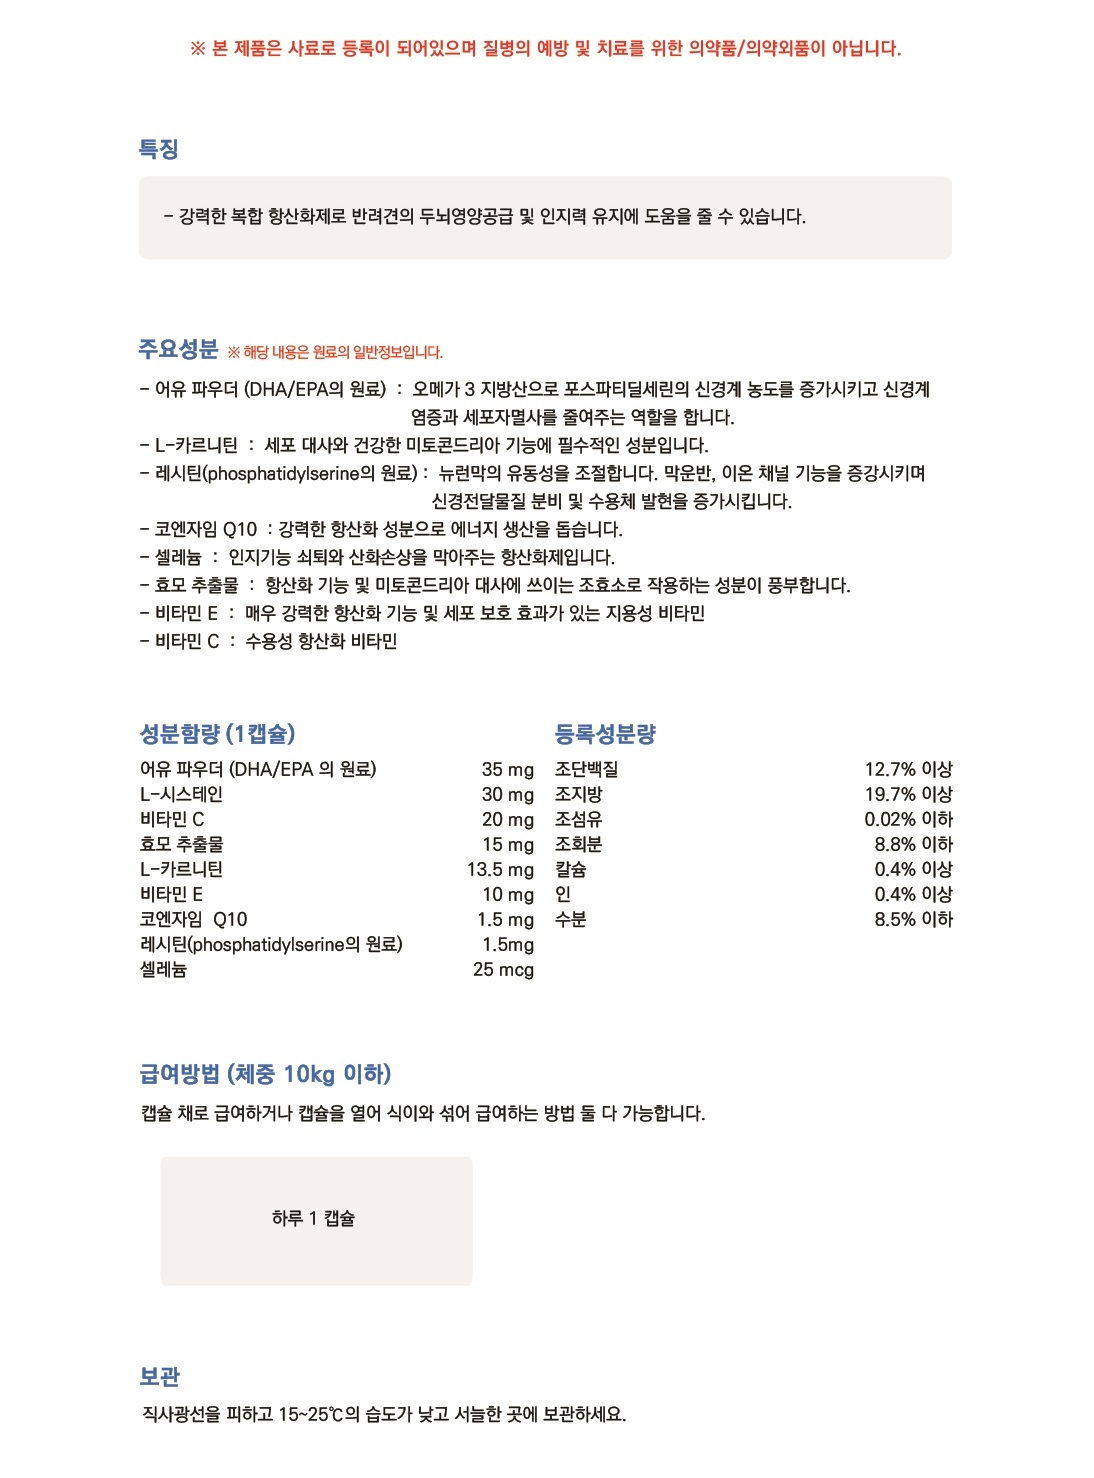 ※ 본 제품은 사료로 등록이 되어있으며 질병의 예방 및 치료를 위한 의약품/의약외품이 아닙니다.
특징
- 강력한 복합 항산화제로 반려견의 두뇌영양공급 및 인지력 유지에 도움을 줄 수 있습니다.
주요성분 ※ 해당 내용은 원료의 일반정보입니다.
- 어유 파우더 (DHA/EPA의 원료) : 오메가 3 지방산으로 포스파티딜세린의 신경계 농도를 증가시키고 신경계
염증과 세포자멸사를 줄여주는 역할을 합니다.
- L-카르니틴 : 세포 대사와 건강한 미토콘드리아 기능에 필수적인 성분입니다.
- 레시틴(phosphatidylserine의 원료) : 뉴런막의 유동성을 조절합니다. 막운반, 이온 채널 기능을 증강시키며
신경전달물질 분비 및 수용체 발현을 증가시킵니다.
- 코엔자임 Q10 : 강력한 항산화 성분으로 에너지 생산을 돕습니다.
- 셀레늄 : 인지기능 쇠퇴와 산화손상을 막아주는 항산화제입니다.
- 효모 추출물 : 항산화 기능 및 미토콘드리아 대사에 쓰이는 조효소로 작용하는 성분이 풍부합니다.
- 비타민 E : 매우 강력한 항산화 기능 및 세포 보호 효과가 있는 지용성 비타민
- 비타민 C : 수용성 항산화 비타민
성분함량 (1캡슐)
어유 파우더 (DHA/EPA 의 원료) 35 mg
L-시스테인 30 mg
비타민 C 20 mg
효모 추출물 15 mg
L-카르니틴 13.5 mg
비타민 E 10 mg
코엔자임 Q10 1.5 mg
레시틴(phosphatidylserine의 원료) 1.5mg
셀레늄 25 mcg
등록성분량
조단백질 12.7% 이상
조지방 19.7% 이상
조섬유 0.02% 이하
조회분 8.8% 이하
칼슘 0.4% 이상
인 0.4% 이상
수분 8.5% 이하
급여방법 (체중 10kg 이하)
캡슐 채로 급여하거나 캡슐을 열어 식이와 섞어 급여하는 방법 둘 다 가능합니다.
하루 1 캡슐
보관
직사광선을 피하고 15~25℃의 습도가 낮고 서늘한 곳에 보관하세요.